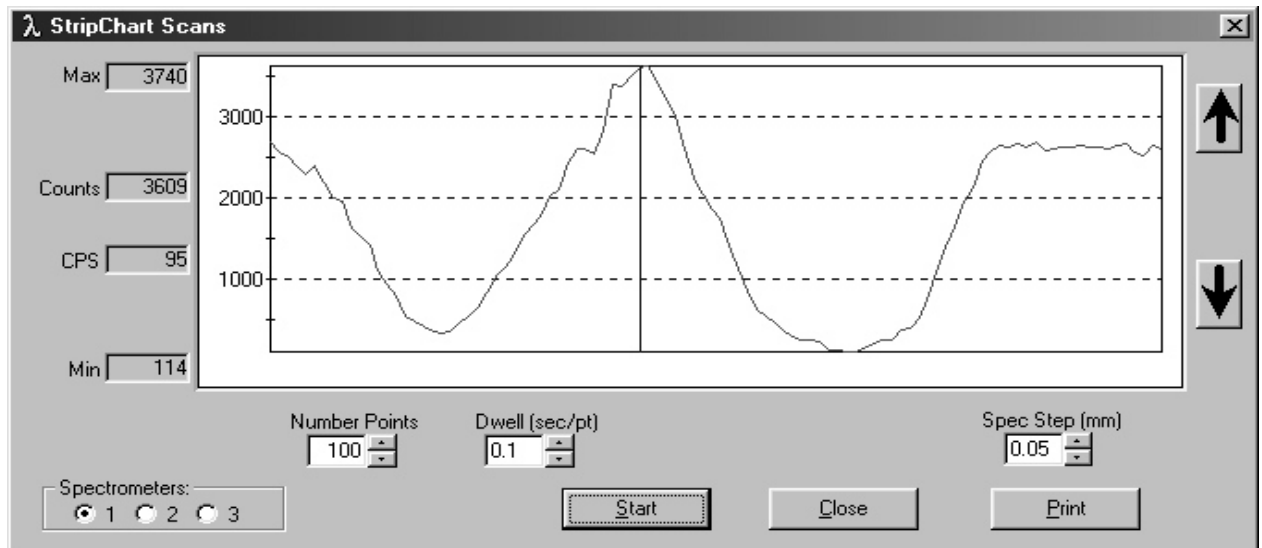 λ StripChart Scans
Max 3740
Counts 3609
CPS 95
Min 114
3000
2000
1000
Number Points
100
Dwell (sec/pt)
0.1
Spec Step (mm)
0.05
Spectrometers:
1 2 3
Start
Close
Print